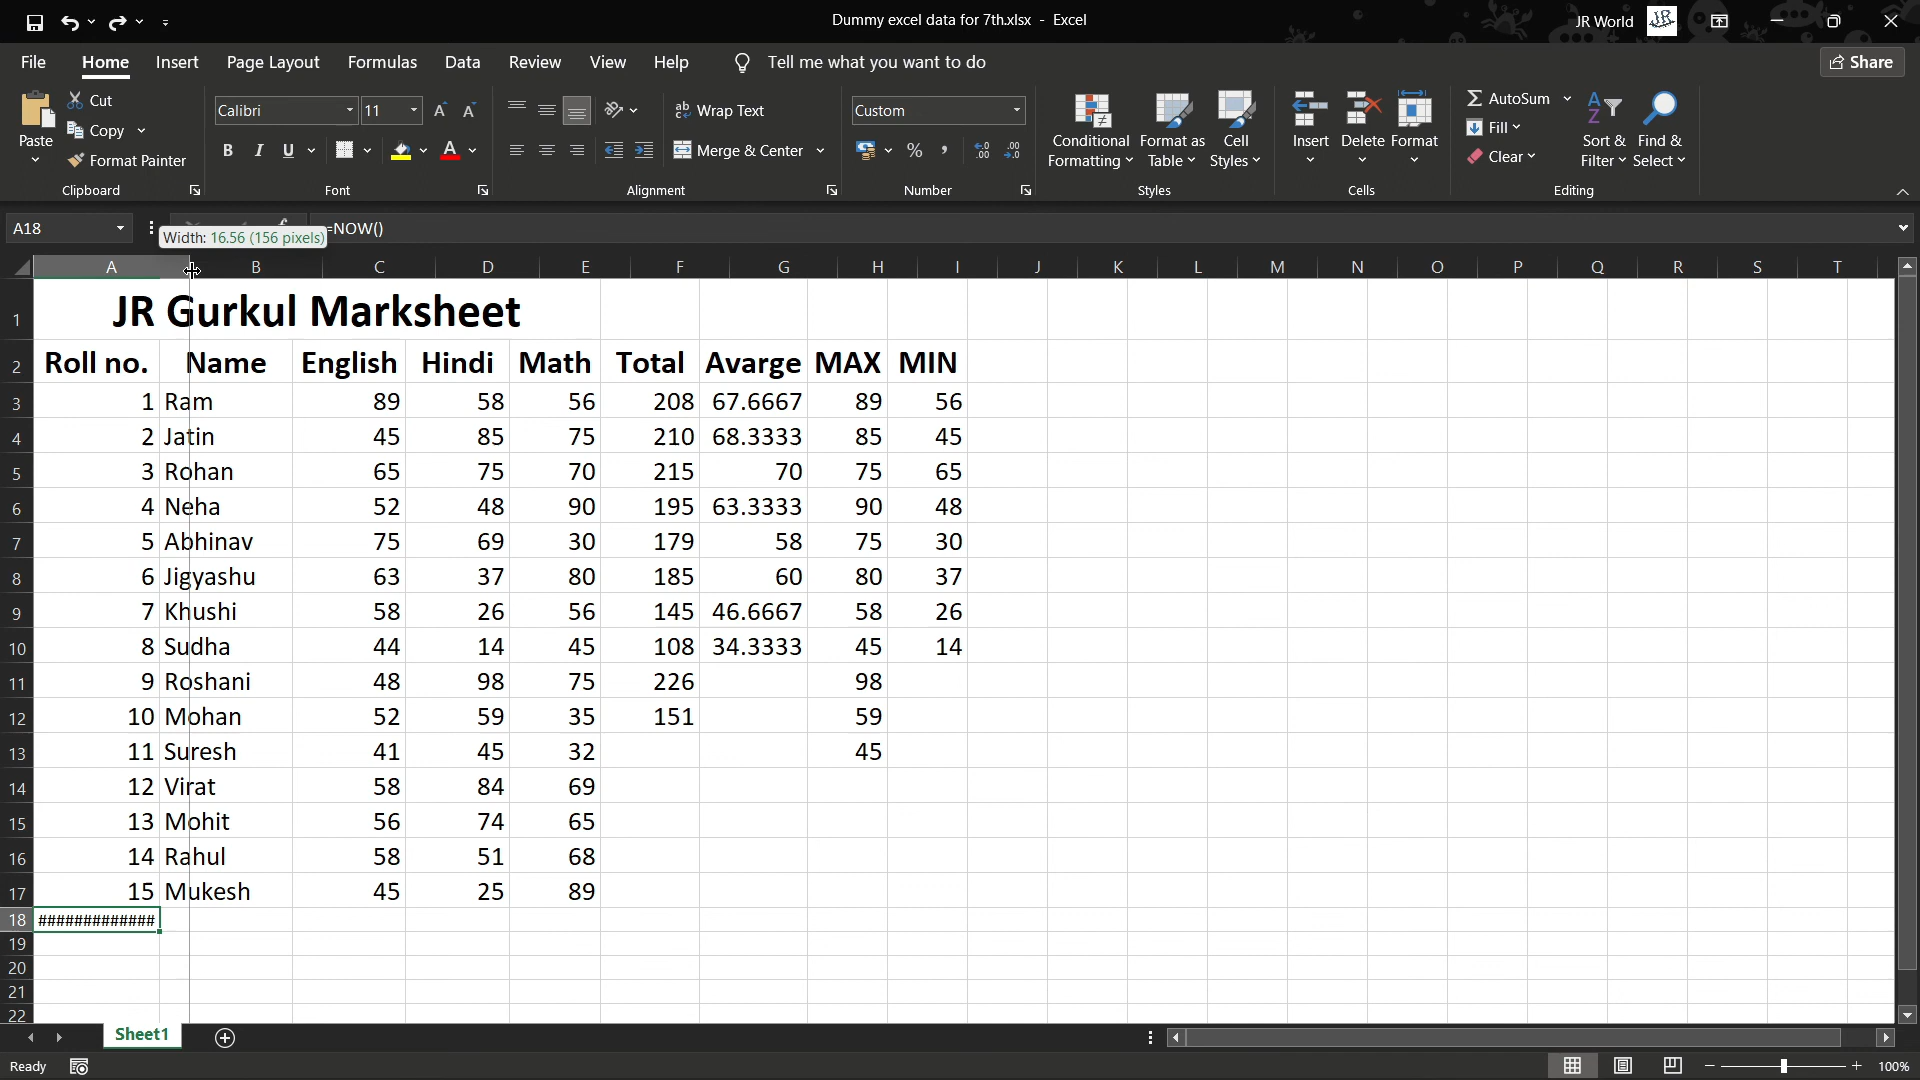 Dummy excel data for 7th.xlsx - Excel
JR World
JR
File Home Insert Page Layout Formulas Data Review View Help Tell me what you want to do Share
Paste
Cut
Copy
Format Painter
Clipboard
Calibri 11
B I U A
Font
ab Wrap Text
Merge & Center
Alignment
Custom
% ,
Number
Conditional Formatting
Format as Table
Cell Styles
Styles
Insert Delete Format
Cells
AutoSum
Fill
Clear
Sort & Filter
Find & Select
Editing
A18 =NOW()
Width: 16.56 (156 pixels)
A B C D E F G H I J K L M N O P Q R S T
1 JR Gurkul Marksheet
2 Roll no. Name English Hindi Math Total Avarge MAX MIN
3 1 Ram 89 58 56 208 67.6667 89 56
4 2 Jatin 45 85 75 210 68.3333 85 45
5 3 Rohan 65 75 70 215 70 75 65
6 4 Neha 52 48 90 195 63.3333 90 48
7 5 Abhinav 75 69 30 179 58 75 30
8 6 Jigyashu 63 37 80 185 60 80 37
9 7 Khushi 58 26 56 145 46.6667 58 26
10 8 Sudha 44 14 45 108 34.3333 45 14
11 9 Roshani 48 98 75 226 98
12 10 Mohan 52 59 35 151 59
13 11 Suresh 41 45 32 45
14 12 Virat 58 84 69
15 13 Mohit 56 74 65
16 14 Rahul 58 51 68
17 15 Mukesh 45 25 89
18 #############
19
20
21
22
Sheet1
Ready 100%